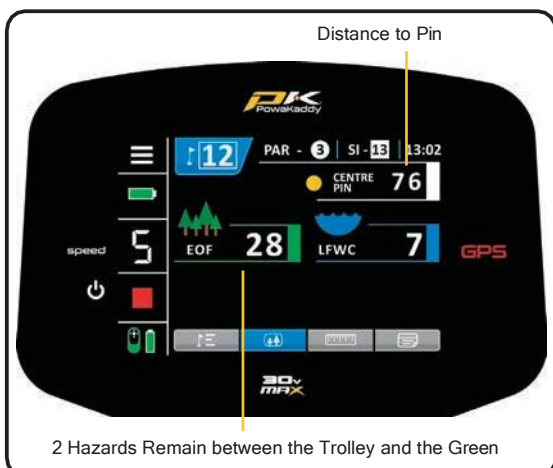 Distance to Pin
PK
PowaKaddy
12 PAR - 3 SI - 13 13:02
CENTRE PIN 76
EOF 28 LFWC 7
speed 5 GPS
30v
MAX
2 Hazards Remain between the Trolley and the Green